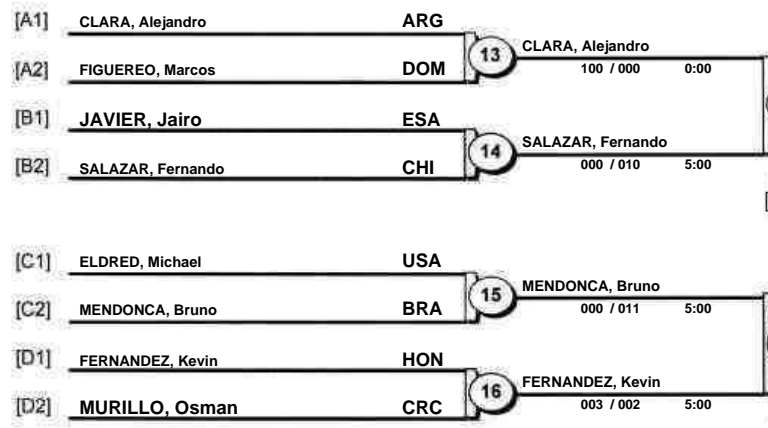 [A1] CLARA, Alejandro ARG
[A2] FIGUEREO, Marcos DOM
13
CLARA, Alejandro
100 / 000 0:00
[B1] JAVIER, Jairo ESA
[B2] SALAZAR, Fernando CHI
14
SALAZAR, Fernando
000 / 010 5:00
[
[C1] ELDRED, Michael USA
[C2] MENDONCA, Bruno BRA
15
MENDONCA, Bruno
000 / 011 5:00
[D1] FERNANDEZ, Kevin HON
[D2] MURILLO, Osman CRC
16
FERNANDEZ, Kevin
003 / 002 5:00